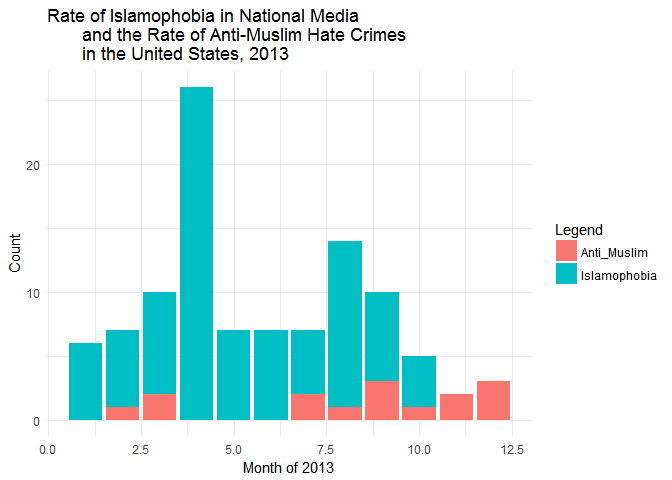 Rate of Islamophobia in National Media
and the Rate of Anti-Muslim Hate Crimes
in the United States, 2013
20
10
0
Count
0.0 2.5 5.0 7.5 10.0 12.5
Month of 2013
Legend
Anti_Muslim
Islamophobia